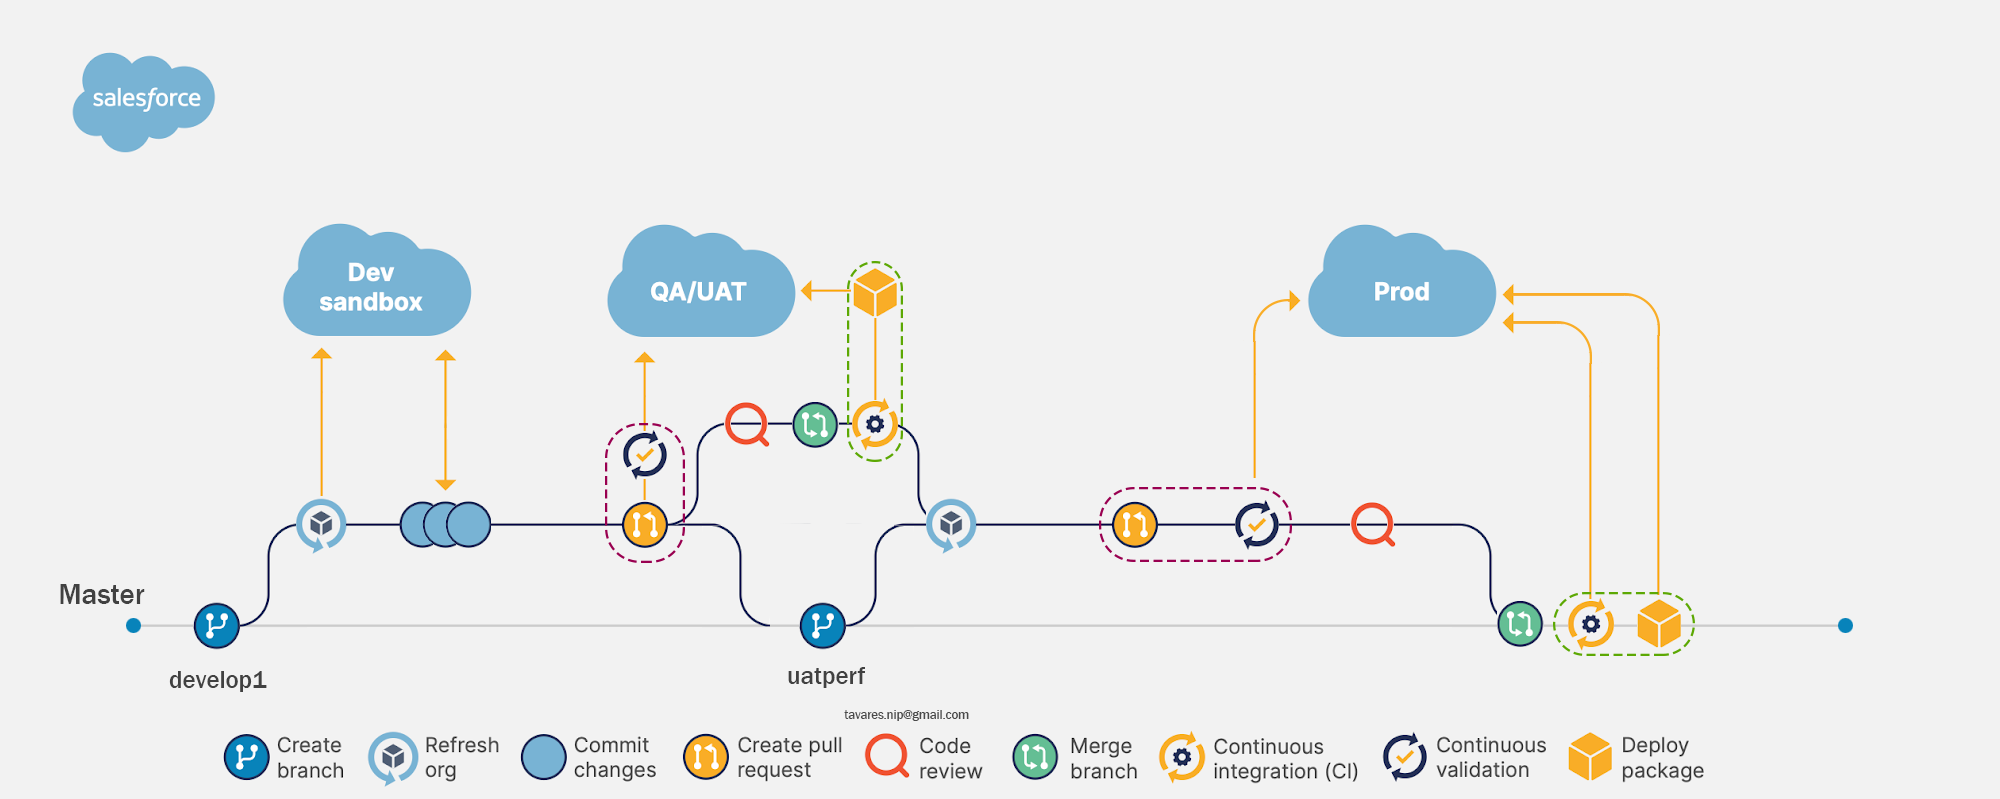 salesforce
Dev
sandbox
QA/UAT
Prod
Master
develop1
uatperf
tavares.nip@gmail.com
Create
branch
Refresh
org
Commit
changes
Create pull
request
Code
review
Merge
branch
Continuous
integration (CI)
Continuous
validation
Deploy
package